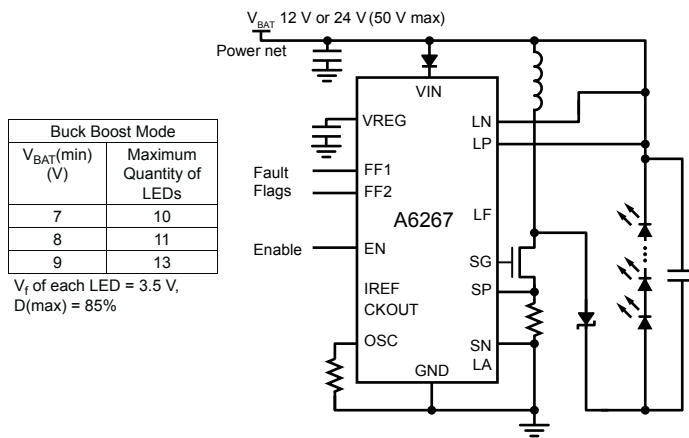 V_BAT 12 V or 24 V (50 V max)
Power net
VIN
VREG
LN
LP
Fault
Flags
FF1
FF2
A6267
LF
Enable
EN
SG
SP
IREF
CKOUT
OSC
SN
LA
GND
Buck Boost Mode
V_BAT(min)
(V)
Maximum
Quantity of
LEDs
7 10
8 11
9 13
V_f of each LED = 3.5 V,
D(max) = 85%